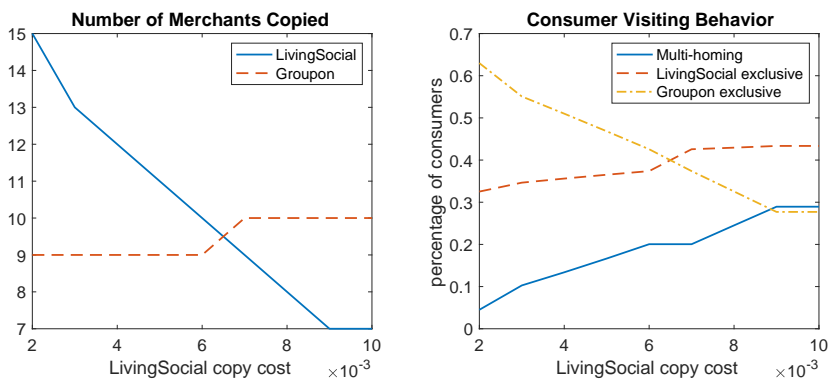 Number of Merchants Copied
15
14
13
12
11
10
9
8
7
2
4
6
8
10
×10⁻³
LivingSocial copy cost
LivingSocial
Groupon
Consumer Visiting Behavior
percentage of consumers
0.7
0.6
0.5
0.4
0.3
0.2
0.1
0
2
4
6
8
10
×10⁻³
LivingSocial copy cost
Multi-homing
LivingSocial exclusive
Groupon exclusive